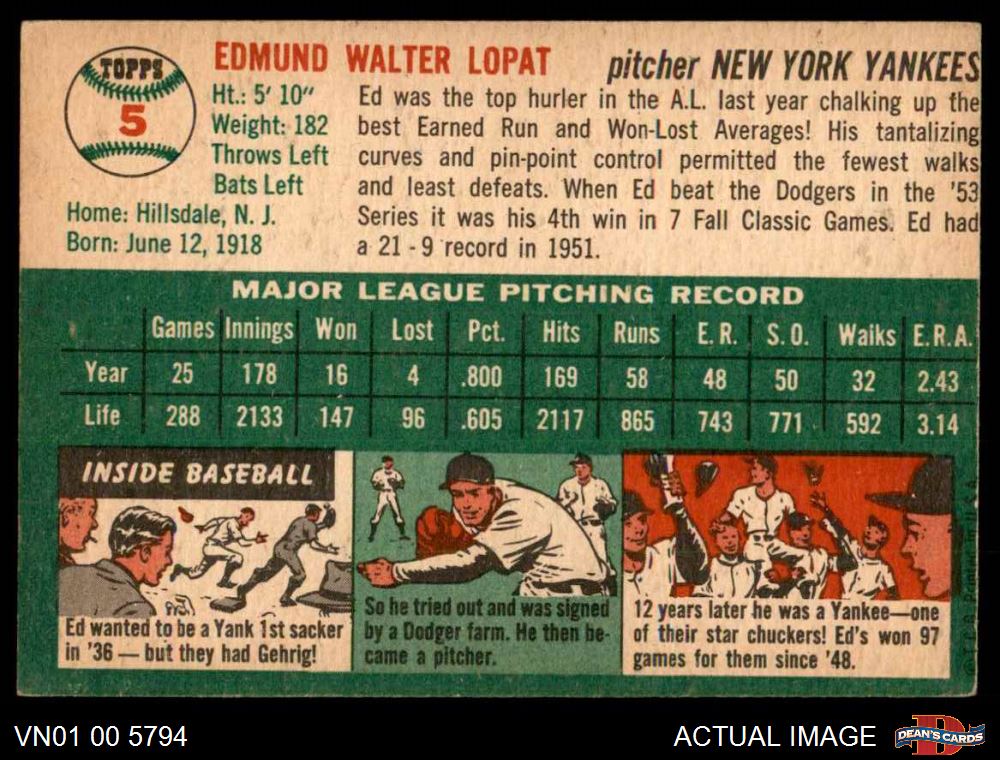 TOPPS
5
EDMUND WALTER LOPAT
pitcher NEW YORK YANKEES
Ht.: 5' 10"
Weight: 182
Throws Left
Bats Left
Home: Hillsdale, N. J.
Born: June 12, 1918
Ed was the top hurler in the A.L. last year chalking up the
best Earned Run and Won-Lost Averages! His tantalizing
curves and pin-point control permitted the fewest walks
and least defeats. When Ed beat the Dodgers in the '53
Series it was his 4th win in 7 Fall Classic Games. Ed had
a 21 - 9 record in 1951.
MAJOR LEAGUE PITCHING RECORD
Games Innings Won Lost Pct. Hits Runs E. R. S. O. Walks E.R.A.
Year 25 178 16 4 .800 169 58 48 50 32 2.43
Life 288 2133 147 96 .605 2117 865 743 771 592 3.14
INSIDE BASEBALL
Ed wanted to be a Yank 1st sacker
in '36 — but they had Gehrig!
So he tried out and was signed
by a Dodger farm. He then be-
came a pitcher.
12 years later he was a Yankee—one
of their star chuckers! Ed's won 97
games for them since '48.
VN01 00 5794
ACTUAL IMAGE
DEAN'S CARDS